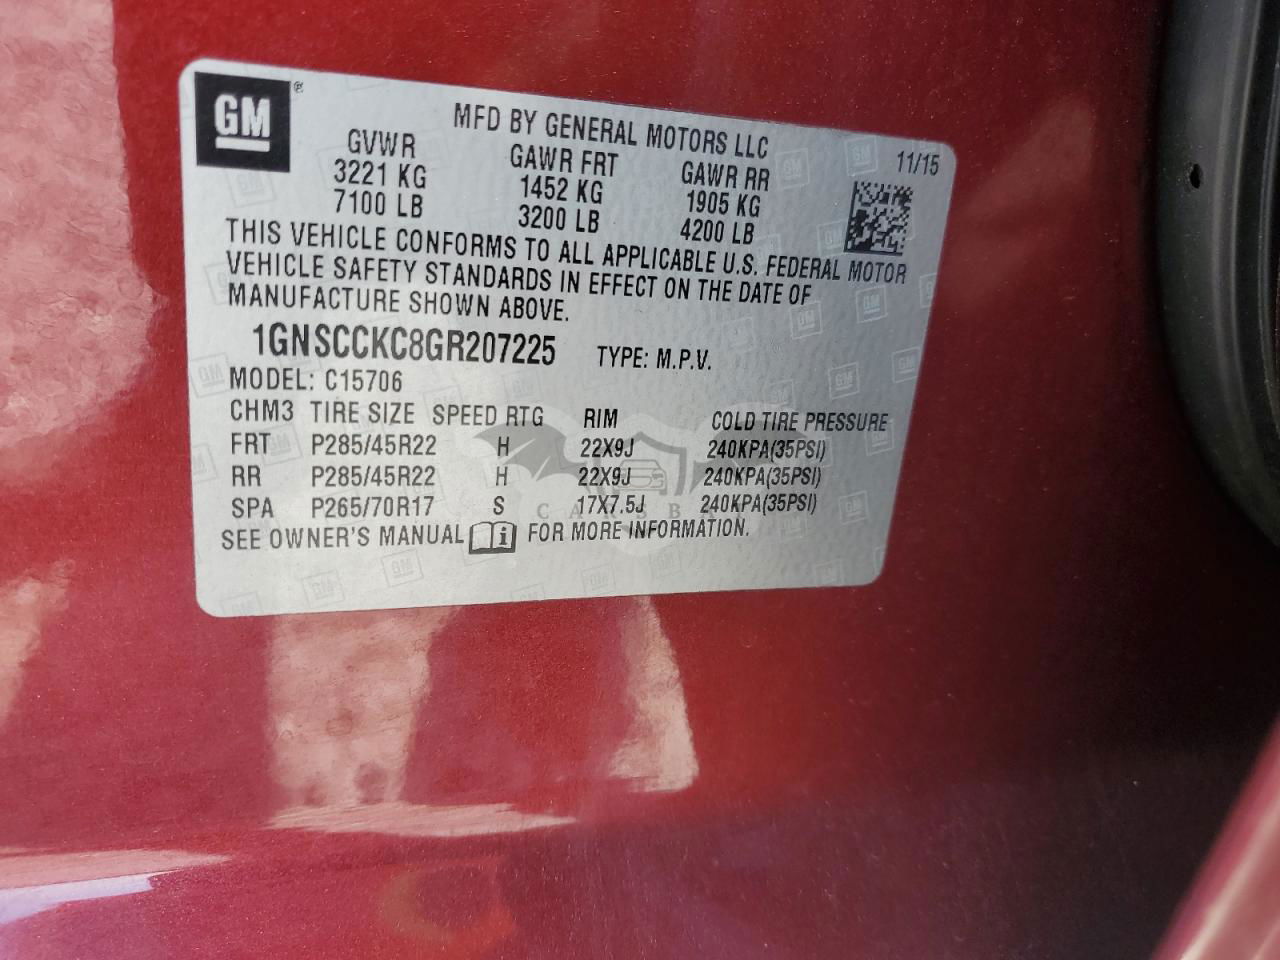 GM ®
MFD BY GENERAL MOTORS LLC
11/15
GVWR GAWR FRT GAWR RR
3221 KG 1452 KG 1905 KG
7100 LB 3200 LB 4200 LB
THIS VEHICLE CONFORMS TO ALL APPLICABLE U.S. FEDERAL MOTOR
VEHICLE SAFETY STANDARDS IN EFFECT ON THE DATE OF
MANUFACTURE SHOWN ABOVE.
1GNSCCKC8GR207225 TYPE: M.P.V.
MODEL: C15706
CHM3 TIRE SIZE SPEED RTG RIM COLD TIRE PRESSURE
FRT P285/45R22 H 22X9J 240KPA(35PSI)
RR P285/45R22 H 22X9J 240KPA(35PSI)
SPA P265/70R17 S 17X7.5J 240KPA(35PSI)
SEE OWNER'S MANUAL i FOR MORE INFORMATION.